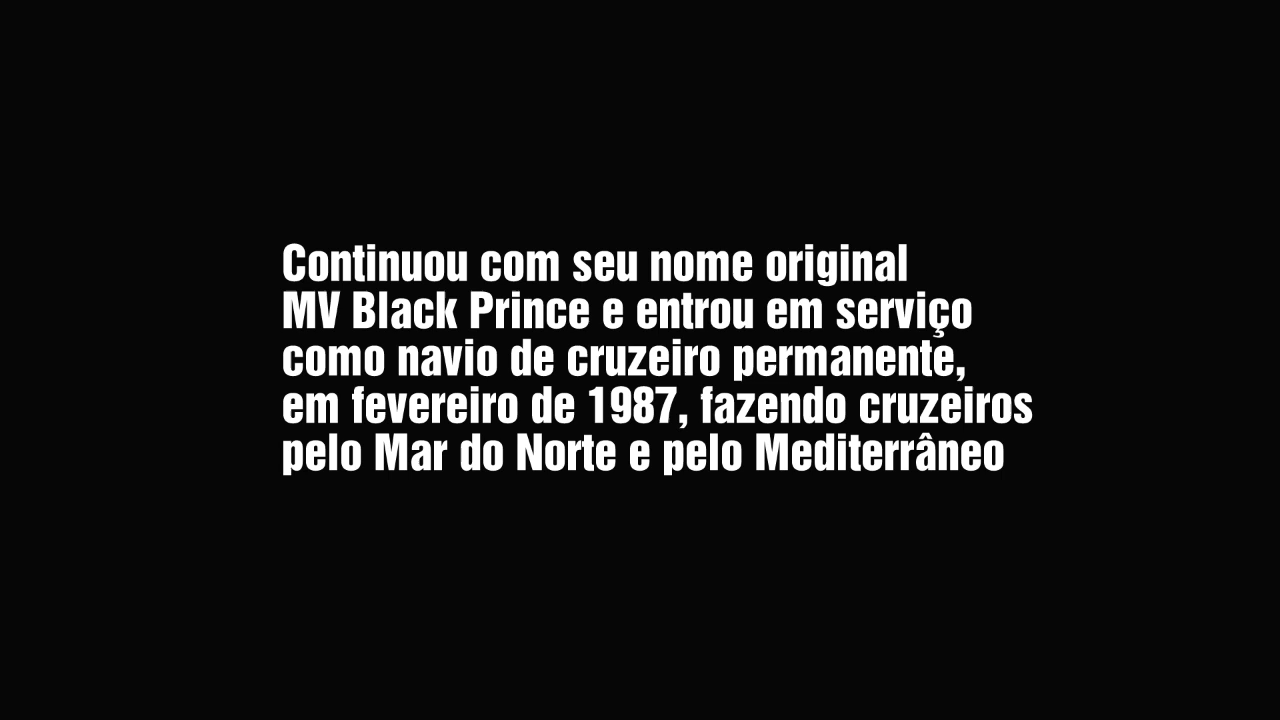 Continuou com seu nome original
MV Black Prince e entrou em serviço
como navio de cruzeiro permanente,
em fevereiro de 1987, fazendo cruzeiros
pelo Mar do Norte e pelo Mediterrâneo